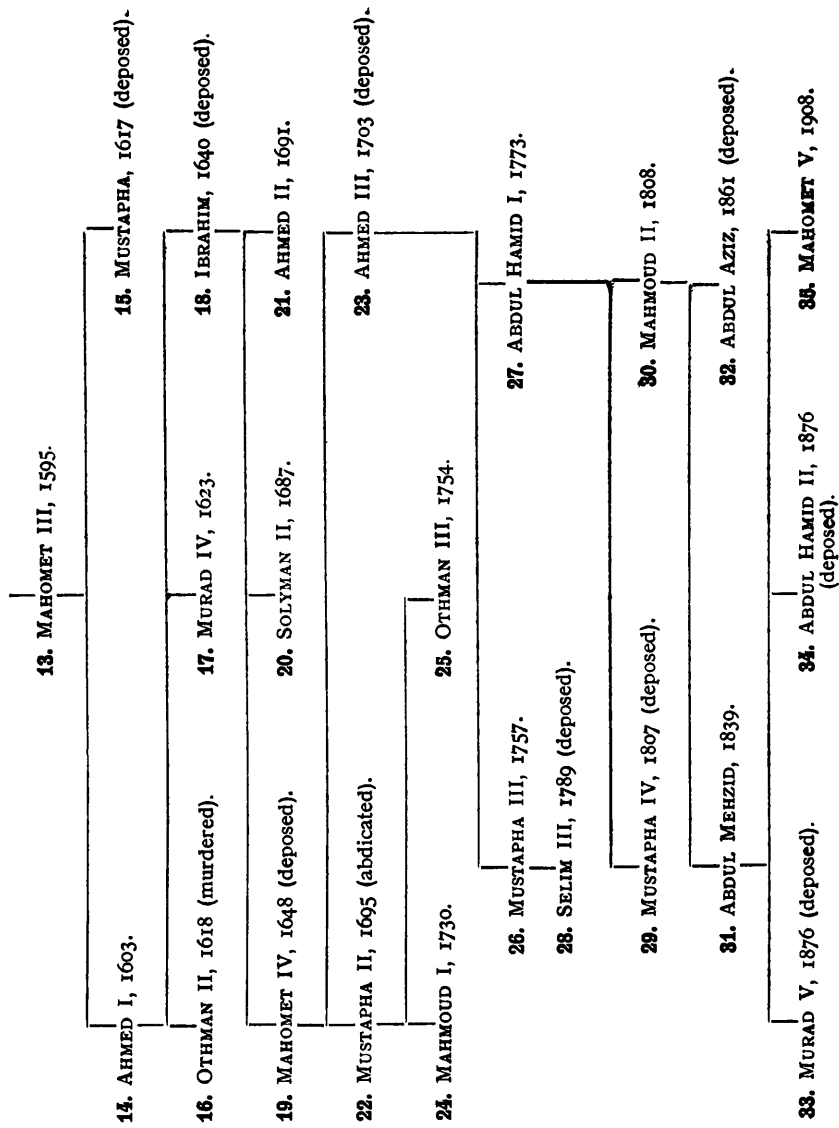 13. MAHOMET III, 1595.
14. AHMED I, 1603.
15. MUSTAPHA, 1617 (deposed).
16. OTHMAN II, 1618 (murdered).
17. MURAD IV, 1623.
18. IBRAHIM, 1640 (deposed).
19. MAHOMET IV, 1648 (deposed).
20. SOLYMAN II, 1687.
21. AHMED II, 1691.
22. MUSTAPHA II, 1695 (abdicated).
23. AHMED III, 1703 (deposed).
24. MAHMOUD I, 1730.
25. OTHMAN III, 1754.
26. MUSTAPHA III, 1757.
27. ABDUL HAMID I, 1773.
28. SELIM III, 1789 (deposed).
29. MUSTAPHA IV, 1807 (deposed).
30. MAHMOUD II, 1808.
31. ABDUL MEHZID, 1839.
32. ABDUL AZIZ, 1861 (deposed).
33. MURAD V, 1876 (deposed).
34. ABDUL HAMID II, 1876
(deposed).
35. MAHOMET V, 1908.